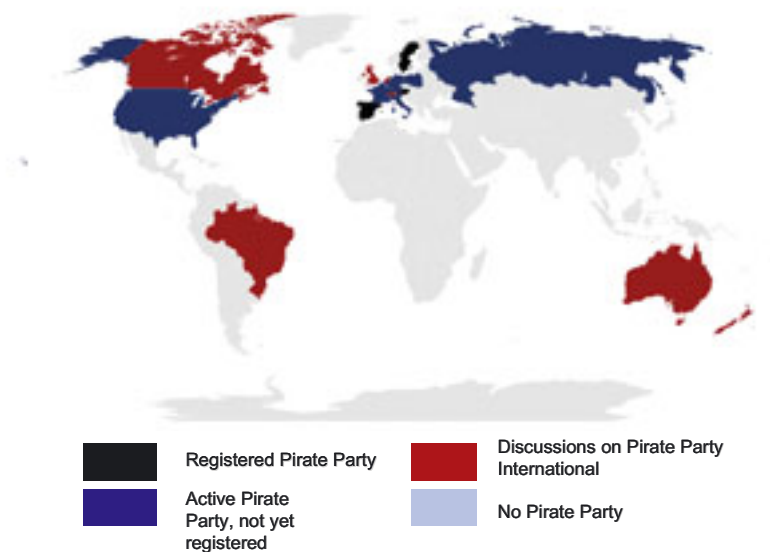 Registered Pirate Party
Active Pirate
Party, not yet
registered
Discussions on Pirate Party
International
No Pirate Party